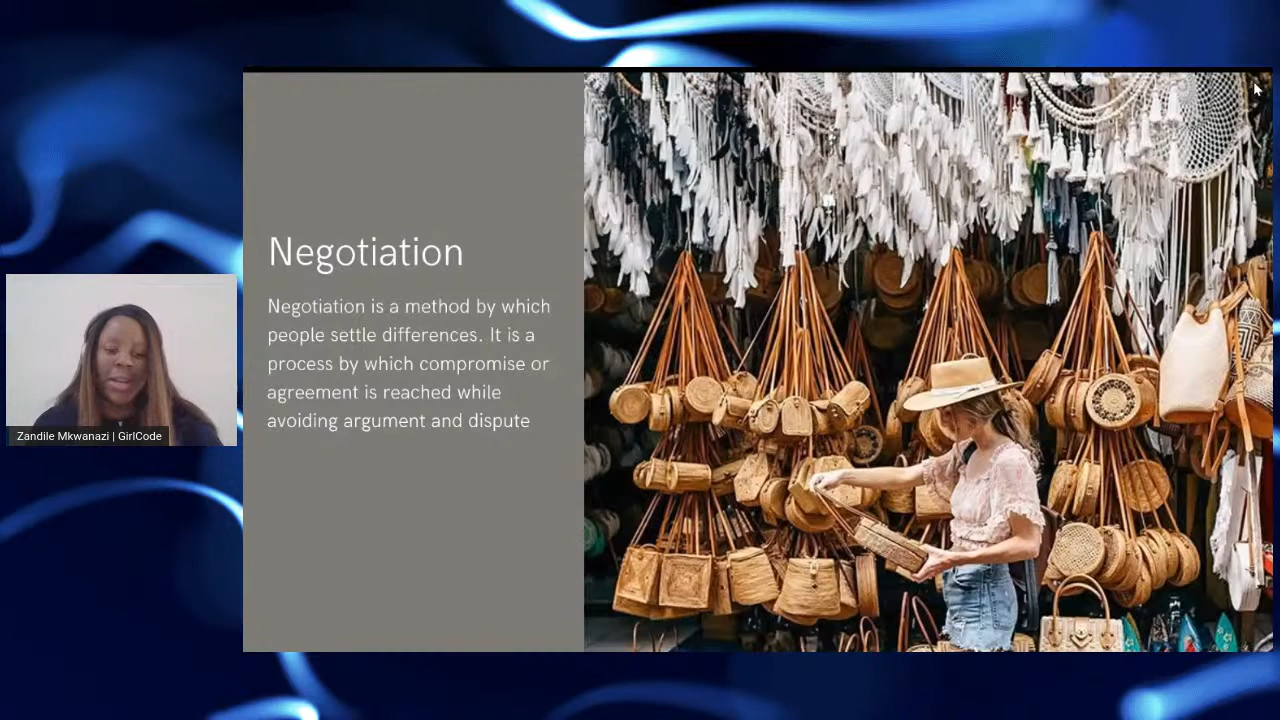 Negotiation
Negotiation is a method by which
people settle differences. It is a
process by which compromise or
agreement is reached while
avoiding argument and dispute
Zandile Mkwanazi | GirlCode